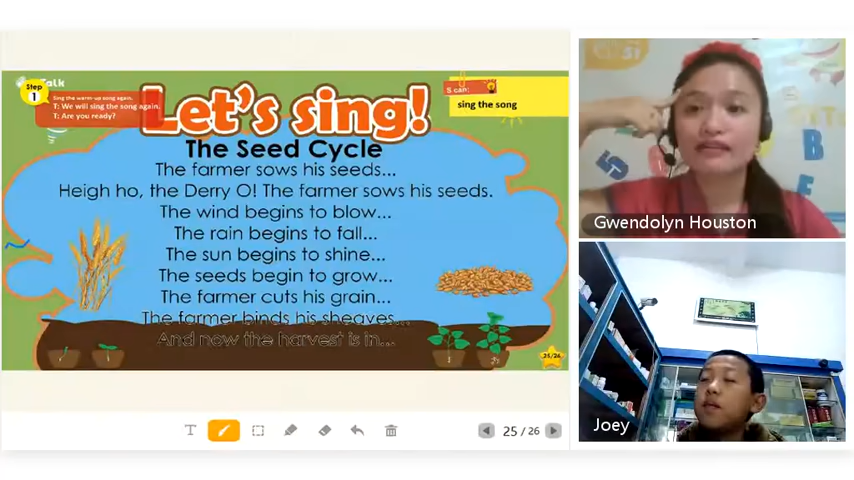 Talk
Step
1
Sing the warm-up song again.
T: We will sing the song again.
T: Are you ready?
Let's sing!
S can:
sing the song
The Seed Cycle
The farmer sows his seeds...
Heigh ho, the Derry O! The farmer sows his seeds.
The wind begins to blow...
The rain begins to fall...
The sun begins to shine...
The seeds begin to grow...
The farmer cuts his grain...
The farmer binds his sheaves...
And now the harvest is in...
25/26
T
25 / 26
Gwendolyn Houston
Joey